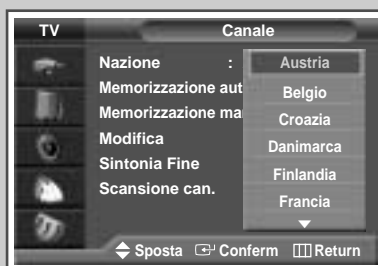 TV Canale
Nazione : Austria
Memorizzazione aut Belgio
Memorizzazione ma Croazia
Modifica Danimarca
Sintonia Fine Finlandia
Scansione can. Francia
Sposta Conferm Return